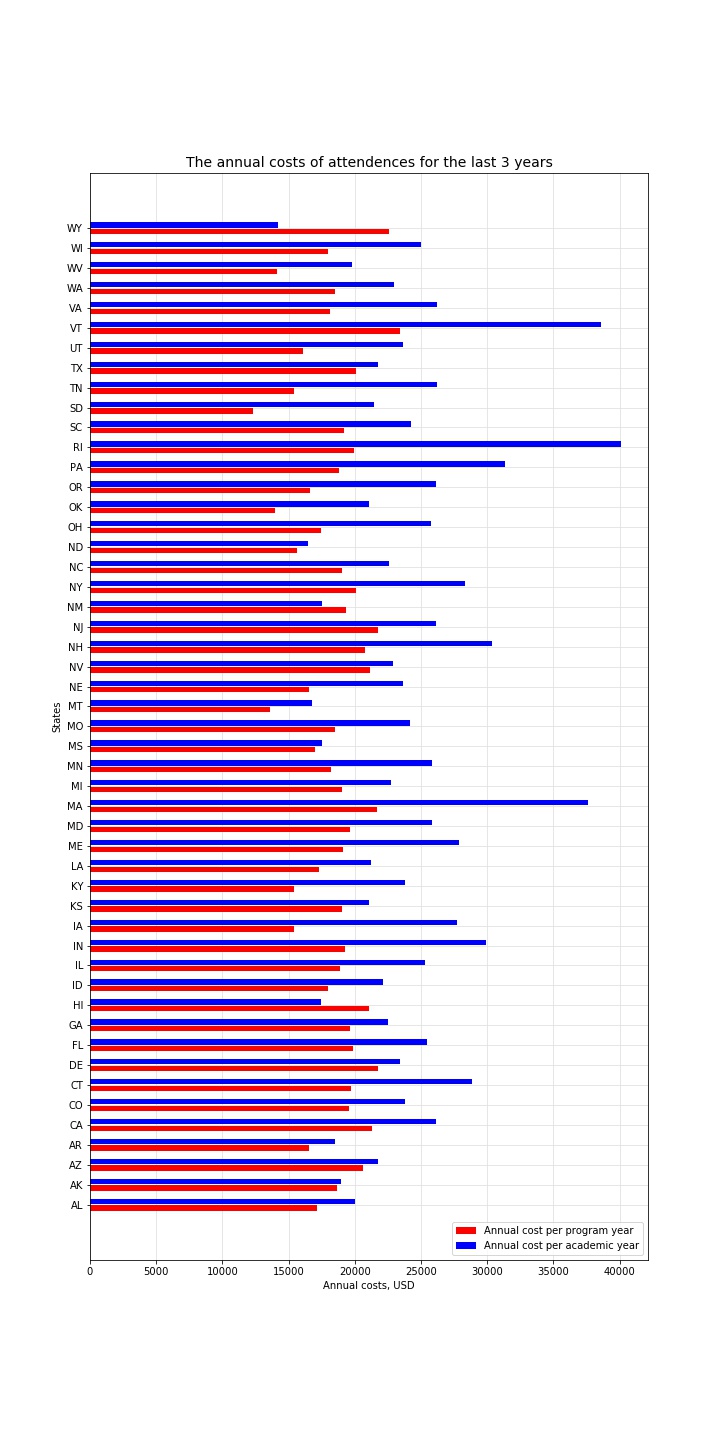 The annual costs of attendences for the last 3 years
WY
WI
WV
WA
VA
VT
UT
TX
TN
SD
SC
RI
PA
OR
OK
OH
ND
NC
NY
NM
NJ
NH
NV
NE
MT
MO
MS
MN
MI
MA
MD
ME
LA
KY
KS
IA
IN
IL
ID
HI
GA
FL
DE
CT
CO
CA
AR
AZ
AK
AL
States
Annual cost per program year
Annual cost per academic year
0 5000 10000 15000 20000 25000 30000 35000 40000
Annual costs, USD